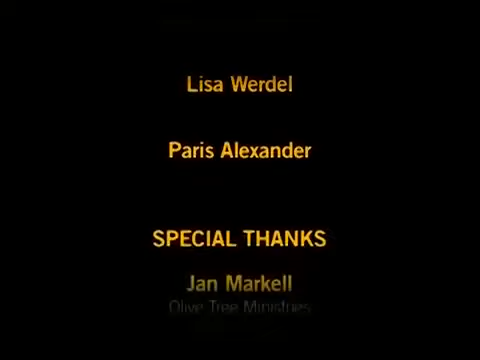 Lisa Werdel
Paris Alexander
SPECIAL THANKS
Jan Markell
Olive Tree Ministries